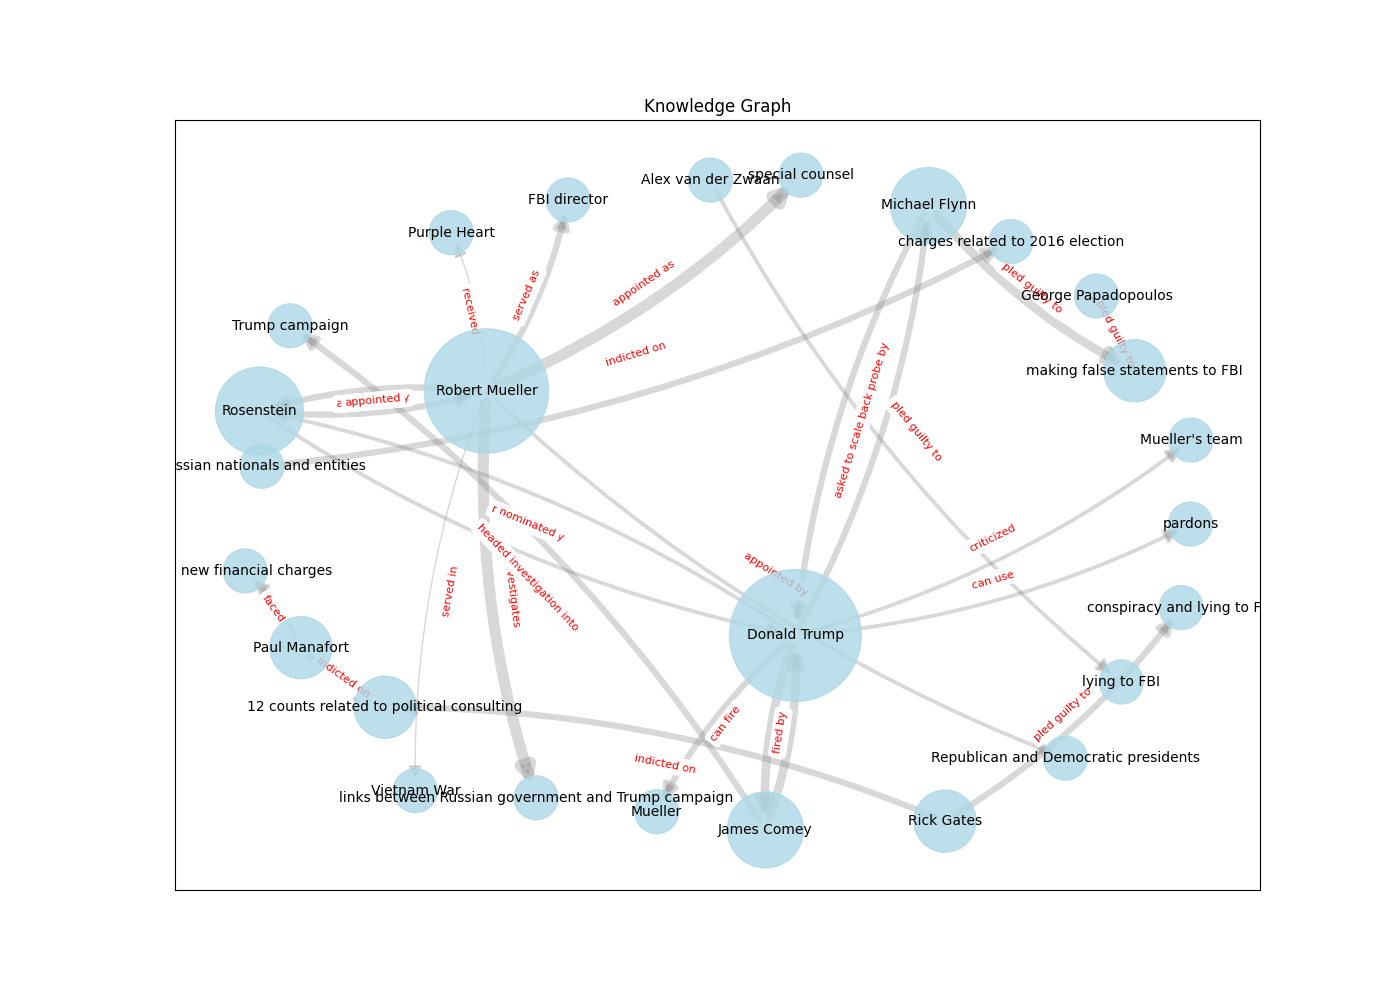 Knowledge Graph
Alex van der Zwaan
special counsel
FBI director
Michael Flynn
Purple Heart
charges related to 2016 election
pled guilty to
appointed as
served as
received
George Papadopoulos
pled guilty to
Trump campaign
indicted on
making false statements to FBI
Robert Mueller
appointed
Rosenstein
asked to scale back probe by
pled guilty to
Mueller's team
ssian nationals and entities
nominated
pardons
criticized
headed investigation into
new financial charges
appointed by
can use
served in
vestigates
faced
conspiracy and lying to F
Donald Trump
Paul Manafort
indicted on
lying to FBI
12 counts related to political consulting
pled guilty to
can fire
fired by
Republican and Democratic presidents
indicted on
Vietnam War
links between Russian government and Trump campaign
Mueller
Rick Gates
James Comey